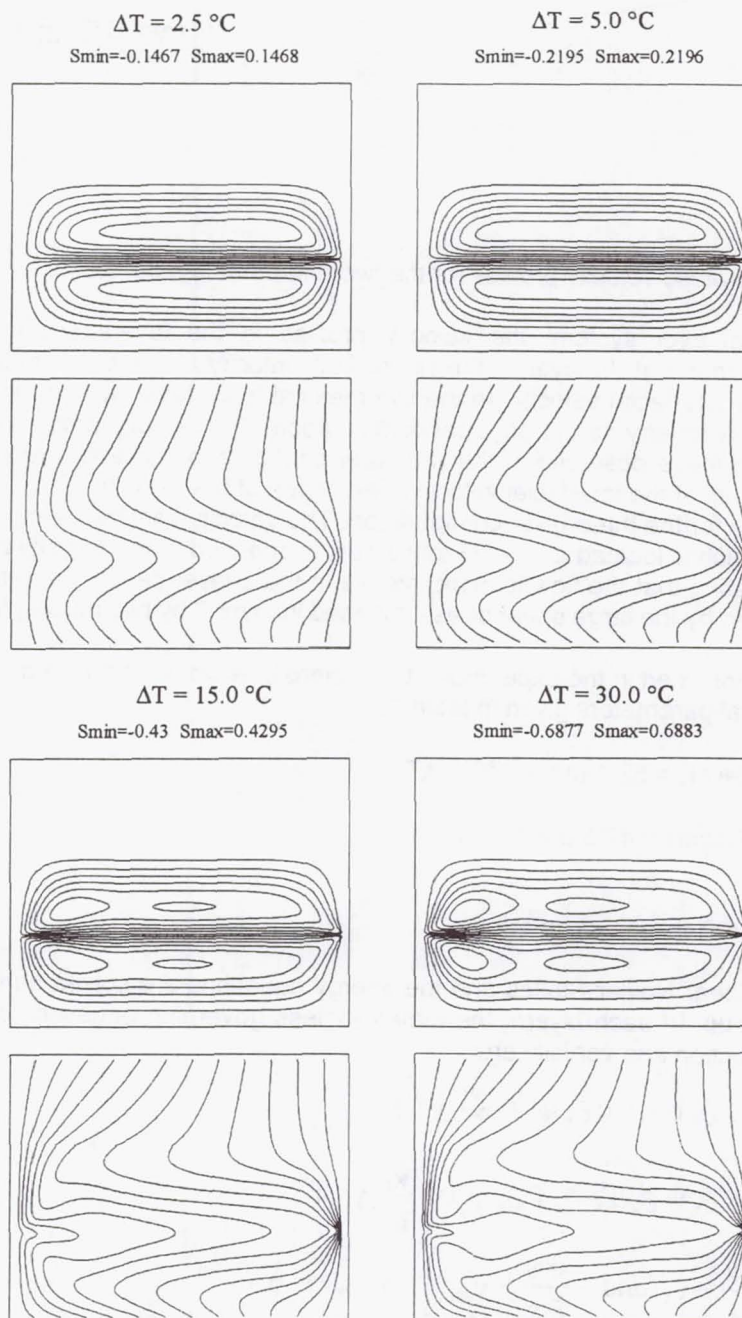 ΔT = 2.5 °C
Smin=-0.1467 Smax=0.1468
ΔT = 5.0 °C
Smin=-0.2195 Smax=0.2196
ΔT = 15.0 °C
Smin=-0.43 Smax=0.4295
ΔT = 30.0 °C
Smin=-0.6877 Smax=0.6883